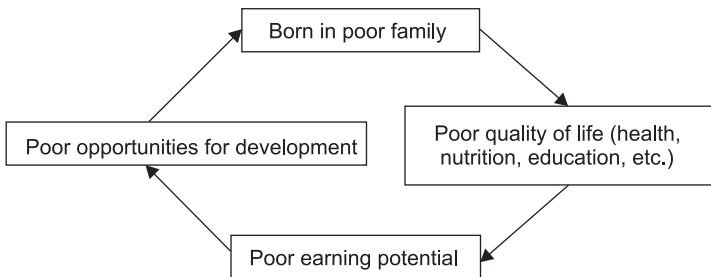 Born in poor family
Poor quality of life (health,
nutrition, education, etc.)
Poor opportunities for development
Poor earning potential